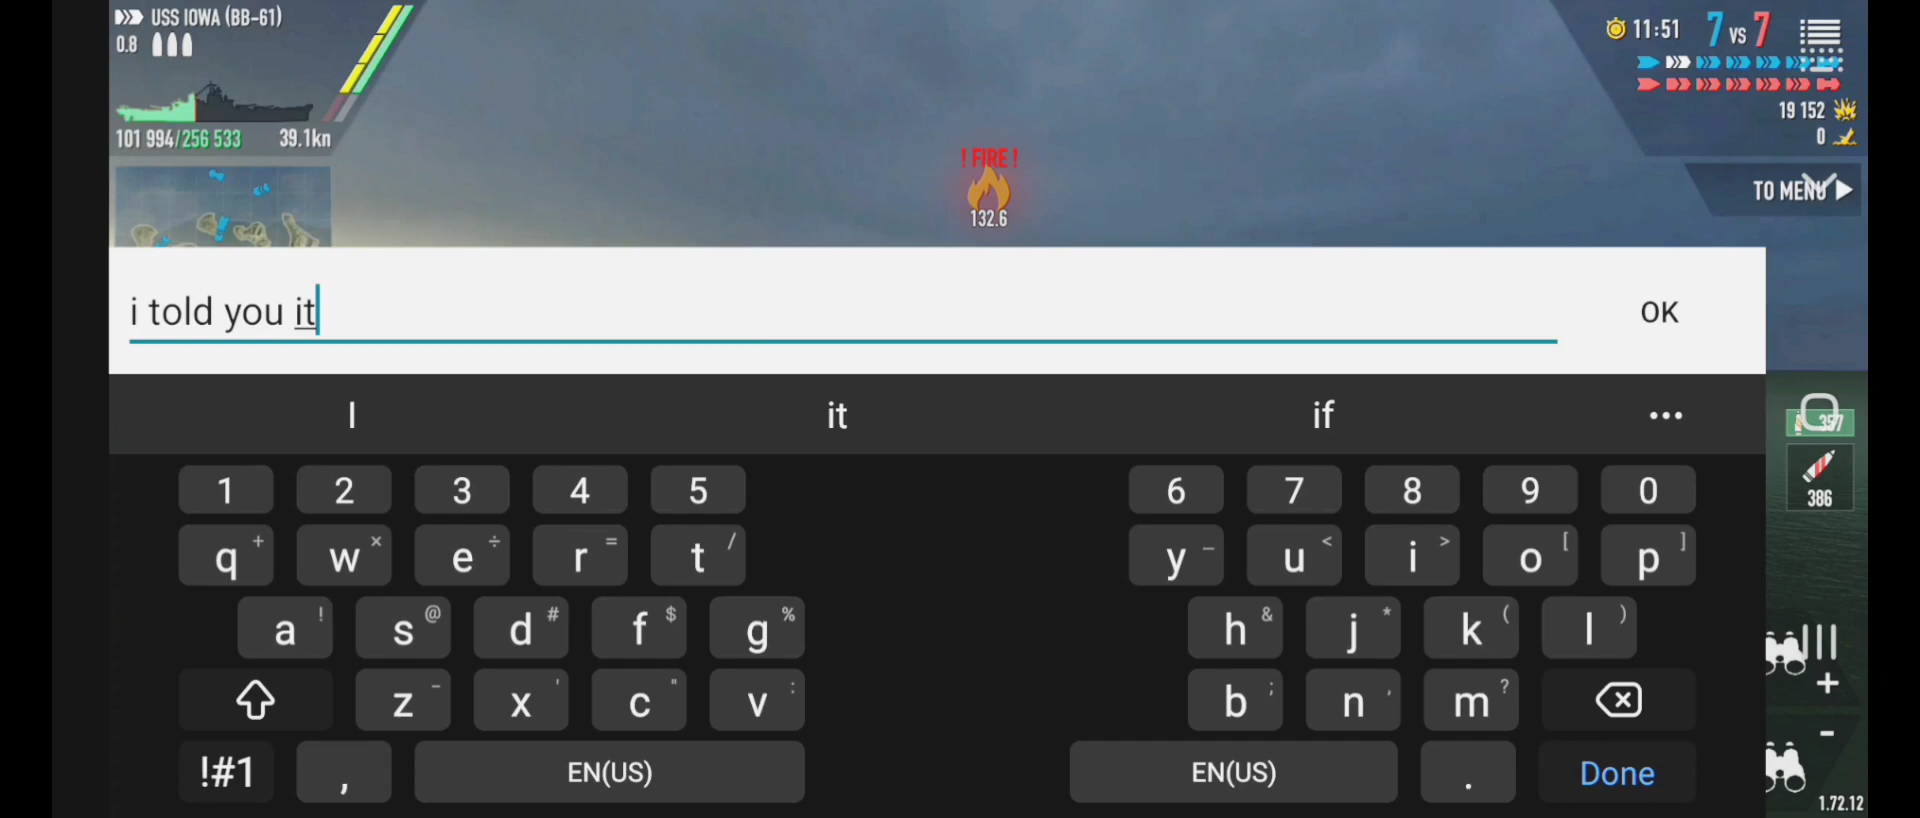 USS IOWA (BB-61)
0.8
101 994/256 533 39.1kn
11:51 7 VS 7
19 152
0
! FIRE !
132.6
TO MENU
i told you it
OK
I it if ...
357
386
1 2 3 4 5 6 7 8 9 0
q + w × e ÷ r = t / y _ u < i > o [ p ]
a ! s @ d # f $ g % h & j * k ( l )
z - x ' c " v : b ; n , m ?
+
-
!#1 , EN(US) EN(US) . Done
1.72.12